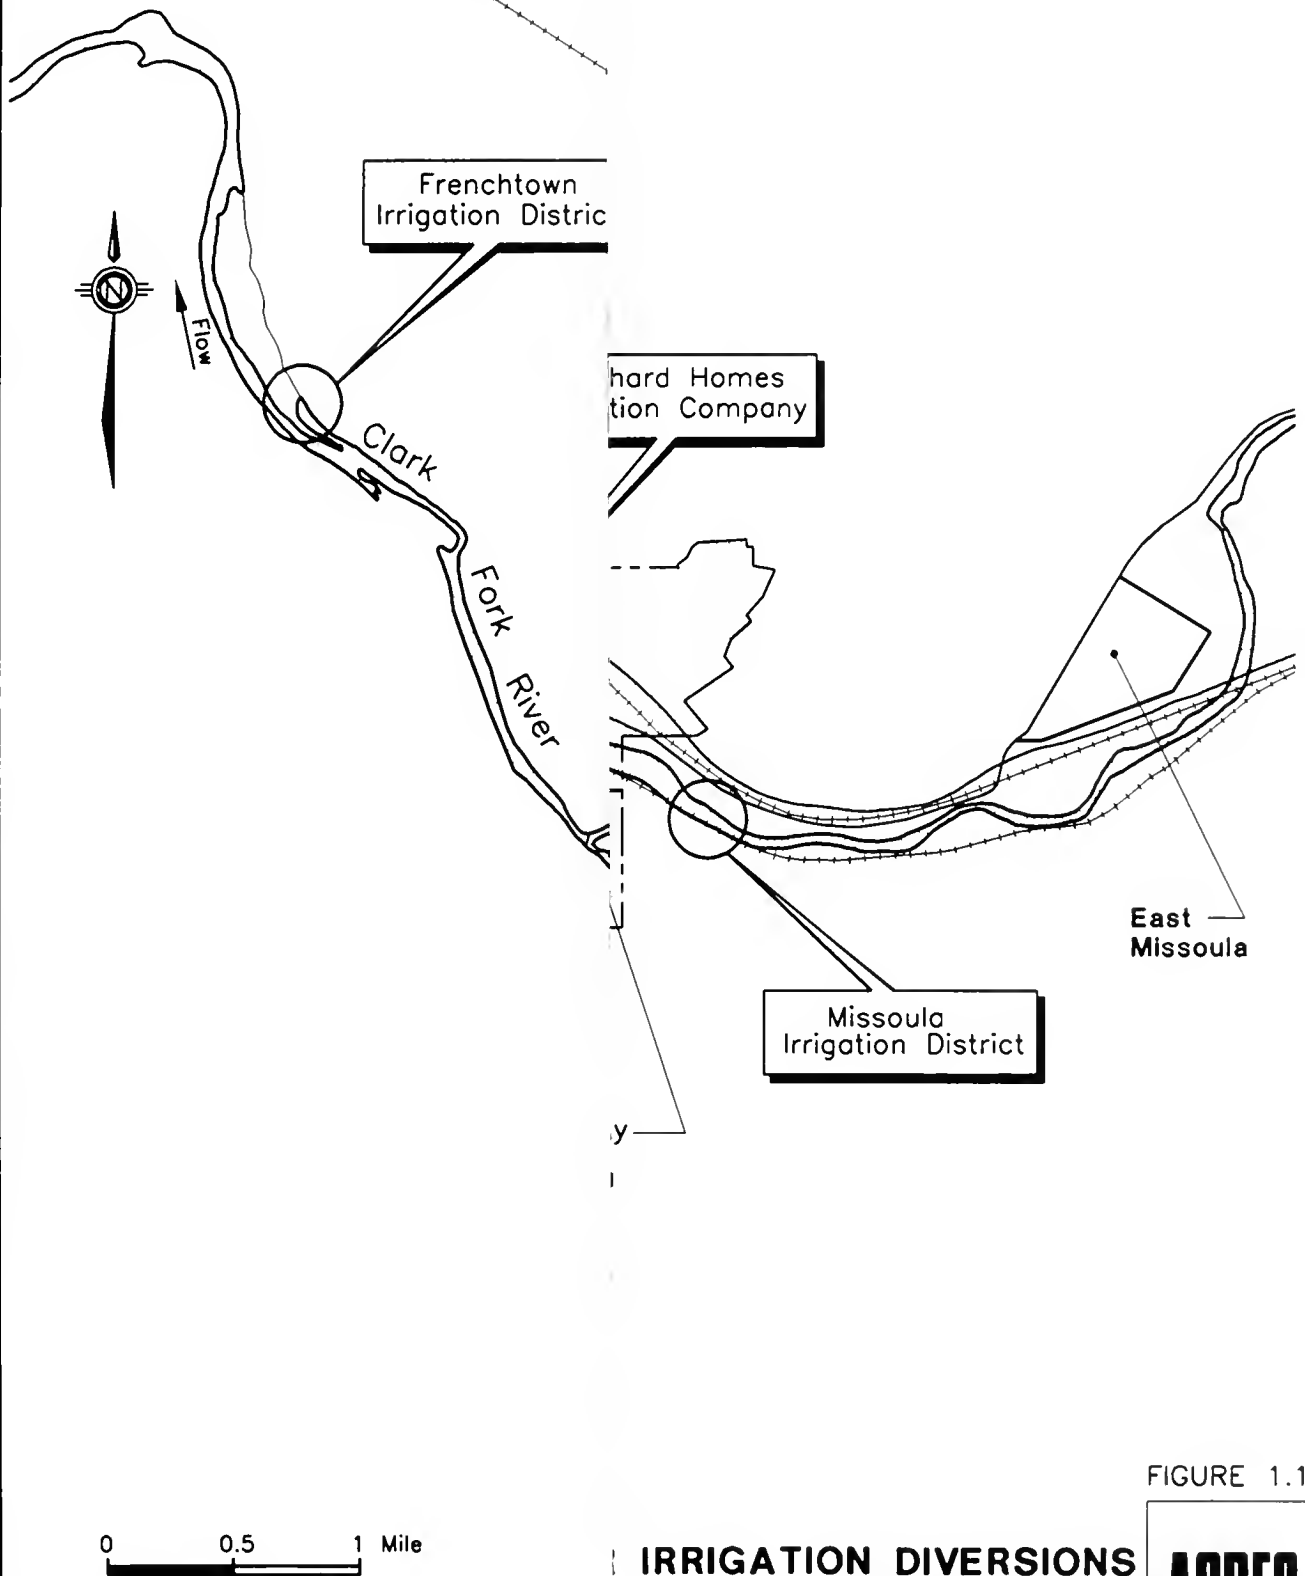 Frenchtown
Irrigation Distric
N
Flow
hard Homes
tion Company
Clark
Fork
River
East
Missoula
Missoula
Irrigation District
y
FIGURE 1.1
0 0.5 1 Mile
IRRIGATION DIVERSIONS